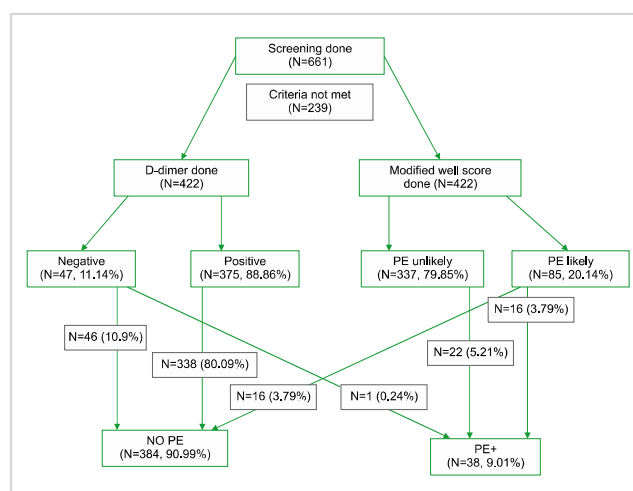 Screening done
(N=661)
Criteria not met
(N=239)
D-dimer done
(N=422)
Modified well score
done (N=422)
Negative
(N=47, 11.14%)
Positive
(N=375, 88.86%)
PE unlikely
(N=337, 79.85%)
PE likely
(N=85, 20.14%)
N=16 (3.79%)
N=46 (10.9%)
N=338 (80.09%)
N=22 (5.21%)
N=16 (3.79%)
N=1 (0.24%)
NO PE
(N=384, 90.99%)
PE+
(N=38, 9.01%)